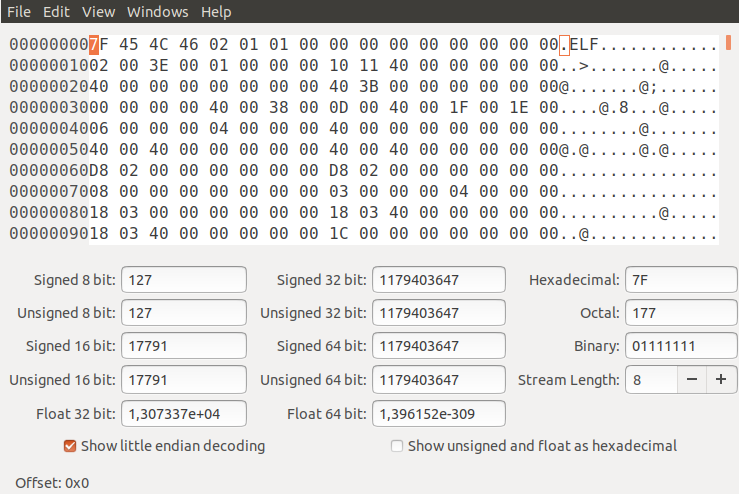 File Edit View Windows Help
00000000 7F 45 4C 46 02 01 01 00 00 00 00 00 00 00 00 00 .ELF............
00000010 02 00 3E 00 01 00 00 00 10 11 40 00 00 00 00 00 ..>.......@.....
00000020 40 00 00 00 00 00 00 00 40 3B 00 00 00 00 00 00 @.......@;......
00000030 00 00 00 00 40 00 38 00 0D 00 40 00 1F 00 1E 00 ....@.8...@.....
00000040 06 00 00 00 04 00 00 00 40 00 00 00 00 00 00 00 ........@.......
00000050 40 00 40 00 00 00 00 00 40 00 40 00 00 00 00 00 @.@.....@.@.....
00000060 D8 02 00 00 00 00 00 00 D8 02 00 00 00 00 00 00 ................
00000070 08 00 00 00 00 00 00 00 03 00 00 00 04 00 00 00 ................
00000080 18 03 00 00 00 00 00 00 18 03 40 00 00 00 00 00 ..........@.....
00000090 18 03 40 00 00 00 00 00 1C 00 00 00 00 00 00 00 ..@.............
Signed 8 bit: 127 Signed 32 bit: 1179403647 Hexadecimal: 7F
Unsigned 8 bit: 127 Unsigned 32 bit: 1179403647 Octal: 177
Signed 16 bit: 17791 Signed 64 bit: 1179403647 Binary: 01111111
Unsigned 16 bit: 17791 Unsigned 64 bit: 1179403647 Stream Length: 8 − +
Float 32 bit: 1,307337e+04 Float 64 bit: 1,396152e-309
Show little endian decoding Show unsigned and float as hexadecimal
Offset: 0x0